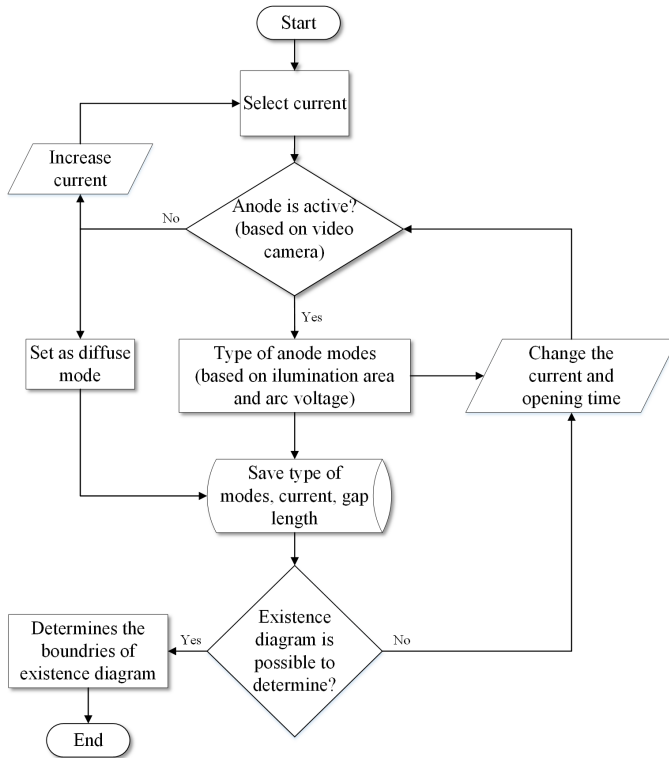 Start
Select current
Increase
current
Anode is active?
(based on video
camera)
No
Yes
Set as diffuse
mode
Type of anode modes
(based on ilumination area
and arc voltage)
Change the
current and
opening time
Save type of
modes, current, gap
length
Existence
diagram is
possible to
determine?
Yes
No
Determines the
boundries of
existence diagram
End